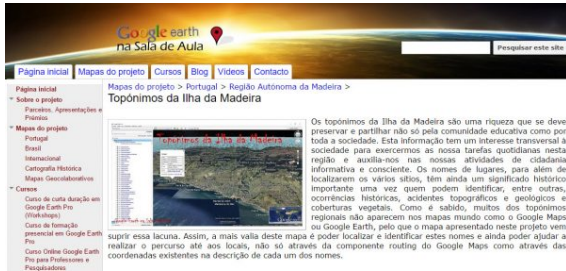 Google earth
na Sala de Aula
Pesquisar este site
Página inicial Mapas do projeto Cursos Blog Vídeos Contacto
Página inicial
Sobre o projeto
Parceiros, Apresentações e
Prémios
Mapas do projeto
Portugal
Brasil
Internacional
Cartografia Histórica
Mapas Geocolaborativos
Cursos
Curso de curta duração em
Google Earth Pro
(Workshops)
Curso de formação
presencial em Google Earth
Pro
Curso Online Google Earth
Pro para Professores e
Pesquisadores
Mapas do projeto > Portugal > Região Autónoma da Madeira >
Topónimos da Ilha da Madeira
Topónimos da Ilha da Madeira
Os topónimos da Ilha da Madeira são uma riqueza que se deve
preservar e partilhar não só pela comunidade educativa como por
toda a sociedade. Esta informação tem um interesse transversal à
sociedade para exercermos as nossa tarefas quotidianas nesta
região e auxilia-nos nas nossas atividades de cidadania
informativa e consciente. Os nomes de lugares, para além de
localizarem os vários sítios, têm ainda um significado histórico
importante uma vez quem podem identificar, entre outras,
ocorrências históricas, acidentes topográficos e geológicos e
coberturas vegetais. Como é sabido, muitos dos topónimos
regionais não aparecem nos mapas mundo como o Google Maps
ou Google Earth, pelo que o mapa apresentado neste projeto vem
suprir essa lacuna. Assim, a mais valia deste mapa é poder localizar e identificar estes nomes e ainda poder ajudar a
realizar o percurso até aos locais, não só através da componente routing do Google Maps como através das
coordenadas existentes na descrição de cada um dos nomes.